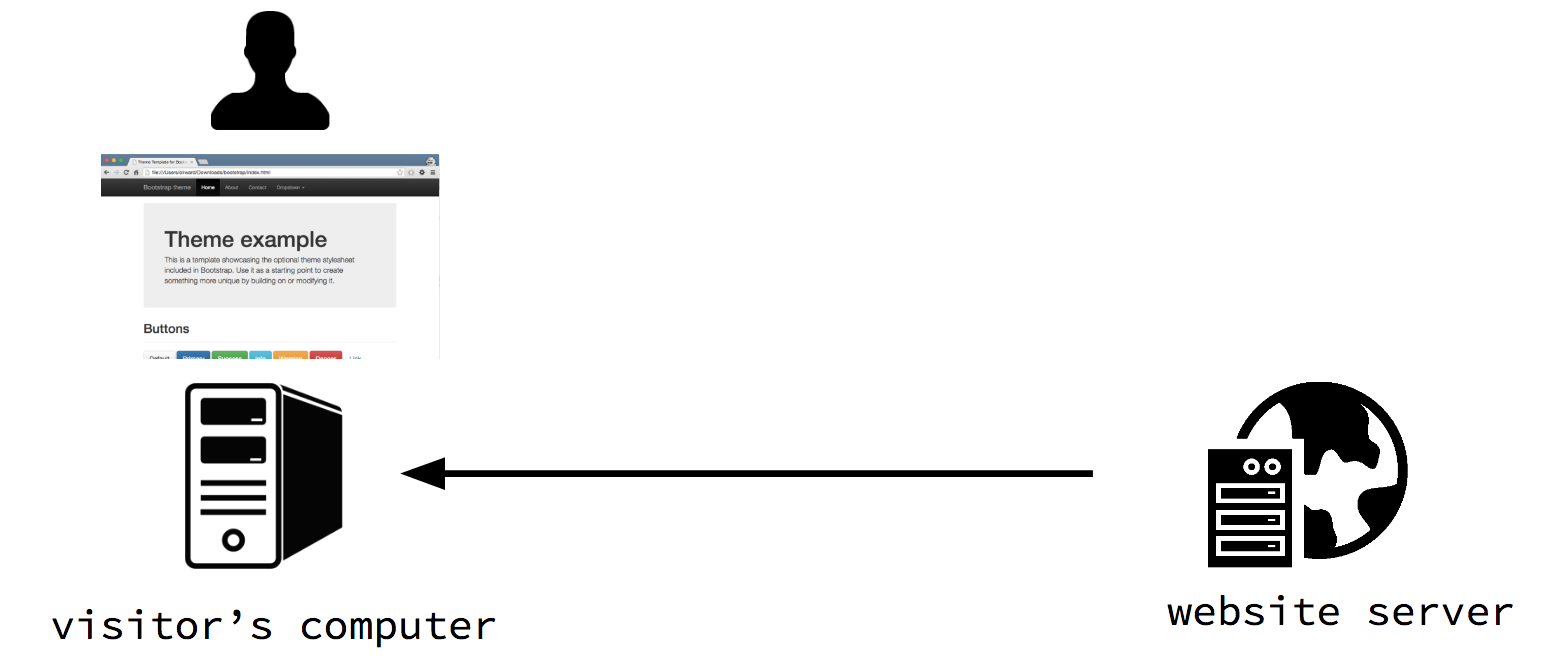 Theme Template for Boots
file:///Users/oliward/Downloads/bootstrap/index.html
Bootstrap theme Home About Contact Dropdown
Theme example
This is a template showcasing the optional theme stylesheet
included in Bootstrap. Use it as a starting point to create
something more unique by building on or modifying it.
Buttons
Default Primary Success Info Warning Danger Link
visitor’s computer
website server